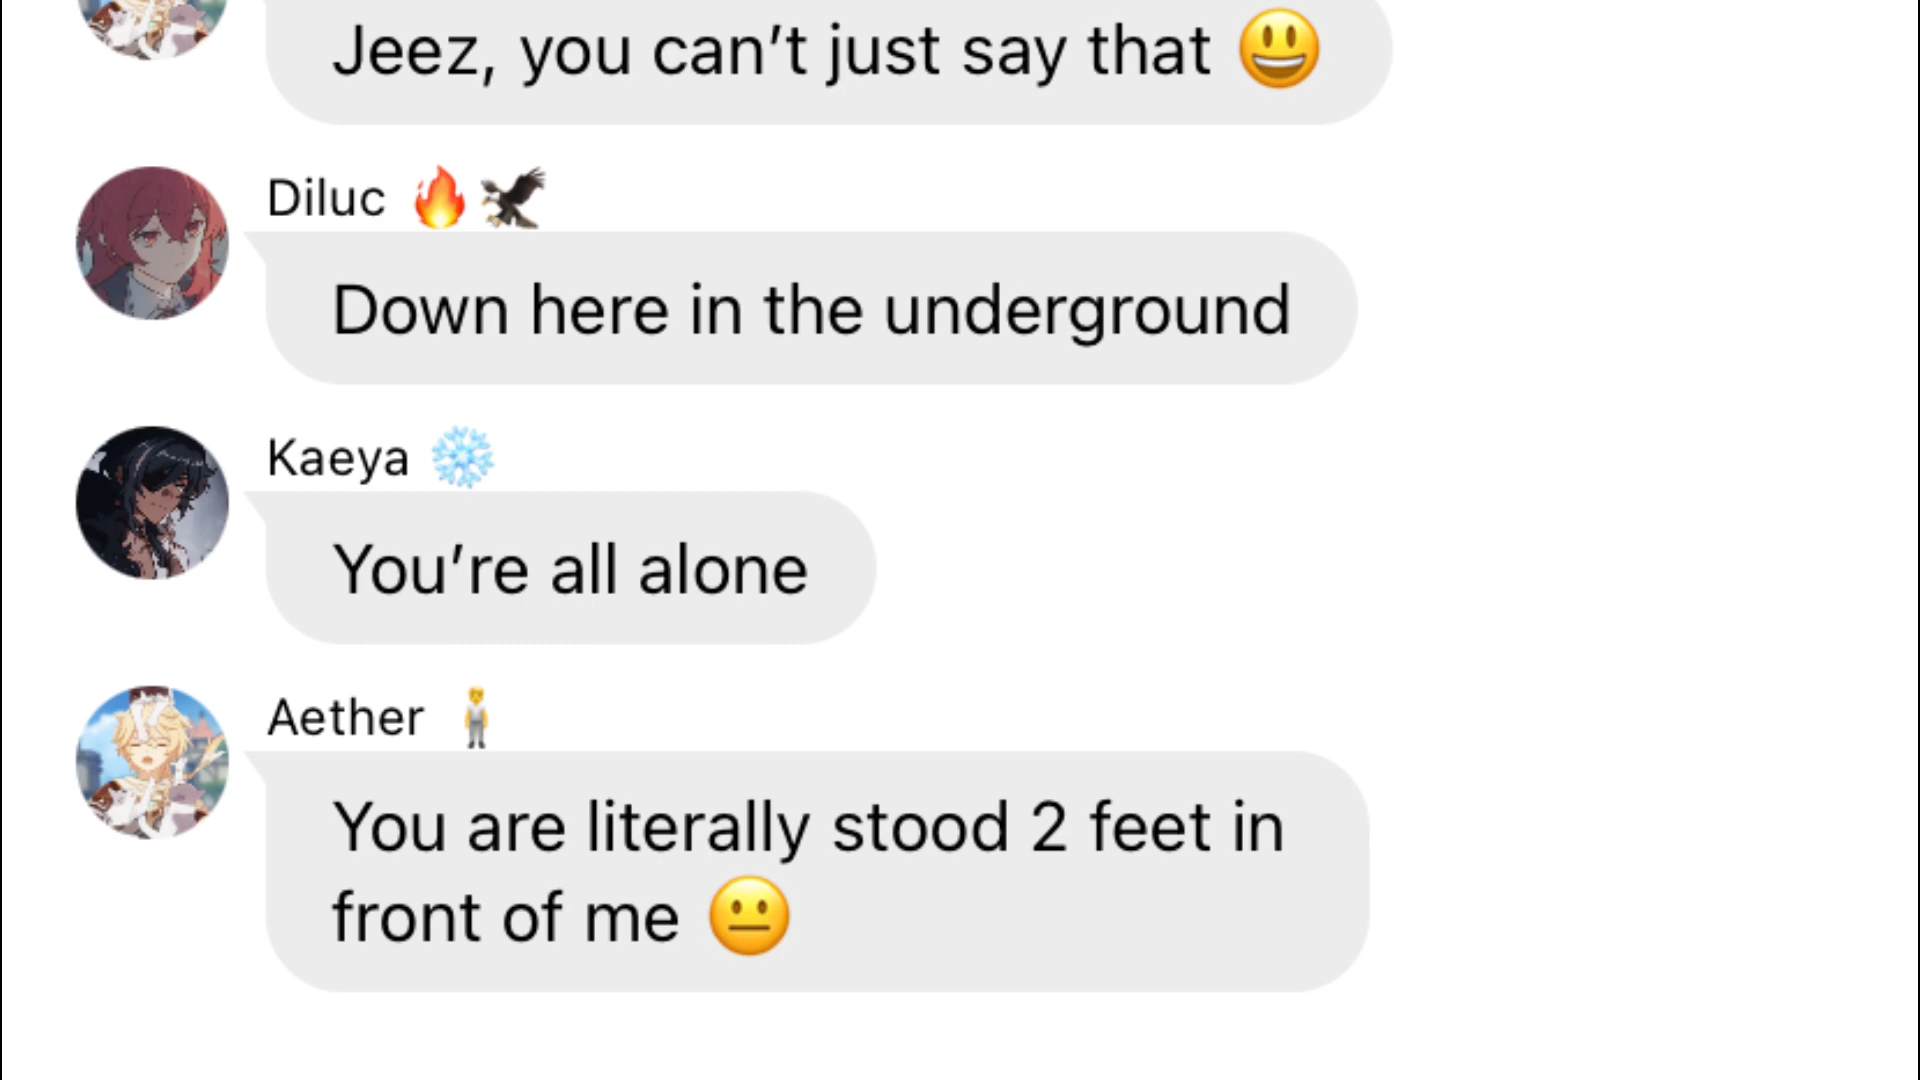 Jeez, you can’t just say that 😃
Diluc 🔥🦅
Down here in the underground
Kaeya ❄️
You’re all alone
Aether 🧍
You are literally stood 2 feet in
front of me 😐